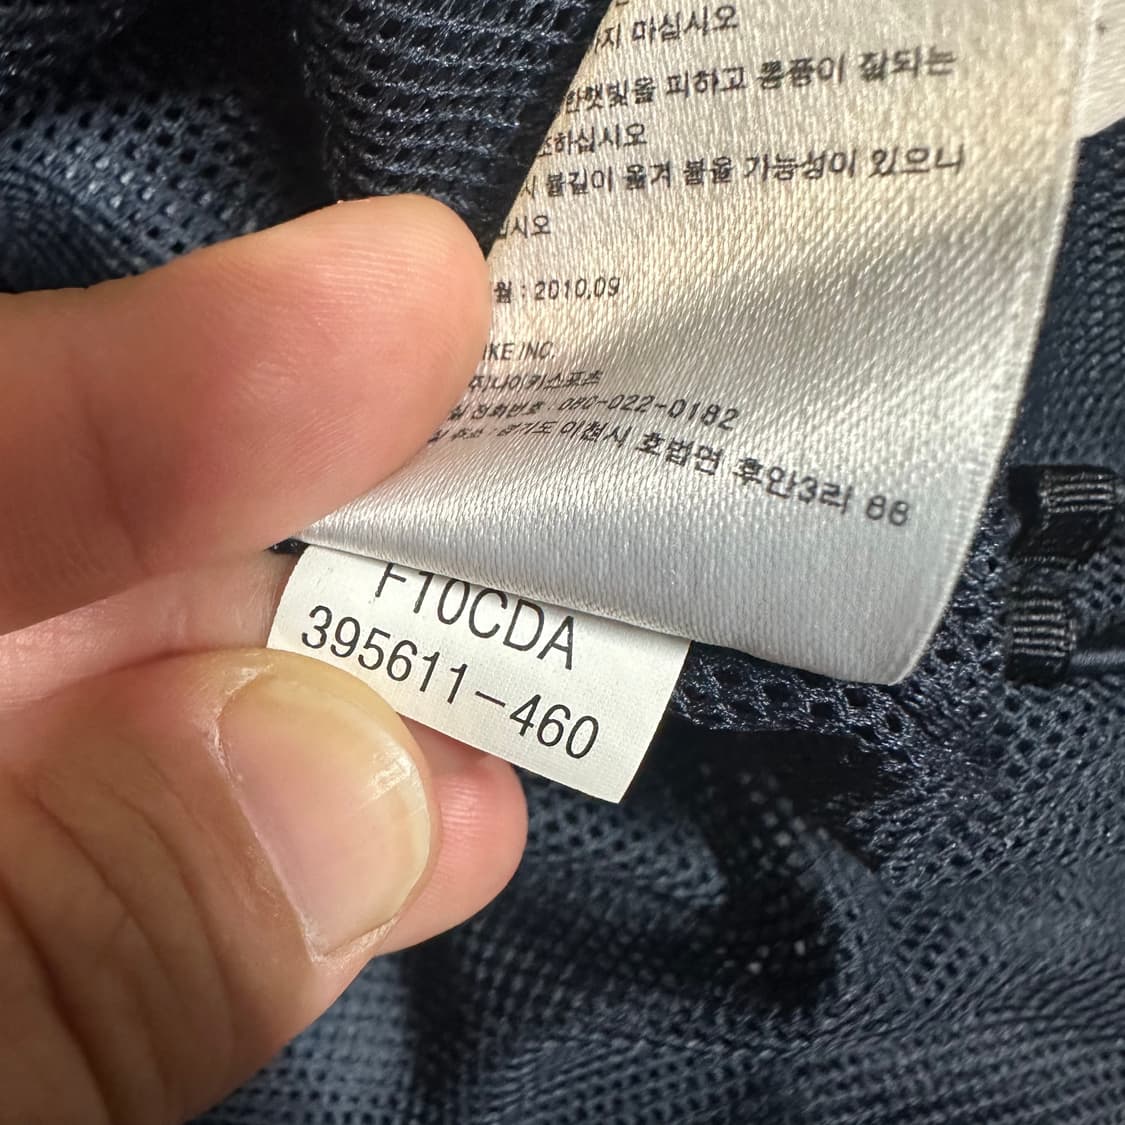 지 마십시오
한햇빛을 피하고 통풍이 잘되는
하십시오
불길이 옮겨 붙을 가능성이 있으니
십시오
월 : 2010.09
IKE INC.
주)나이키스포츠
실 전화번호 : 080-022-0182
실 주소 : 경기도 이천시 호법면 후안3리 88
F10CDA
395611-460